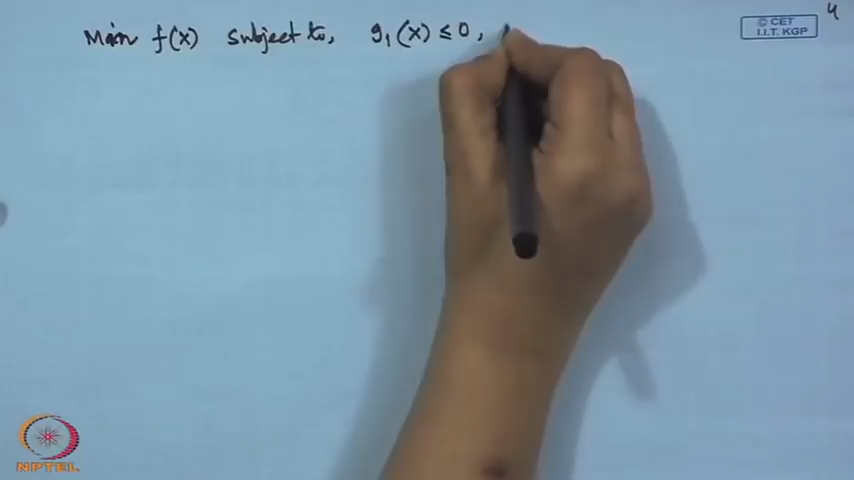 Min f(x) subject to, g₁(x) ≤ 0,
© CET
I.I.T. KGP
4
NPTEL